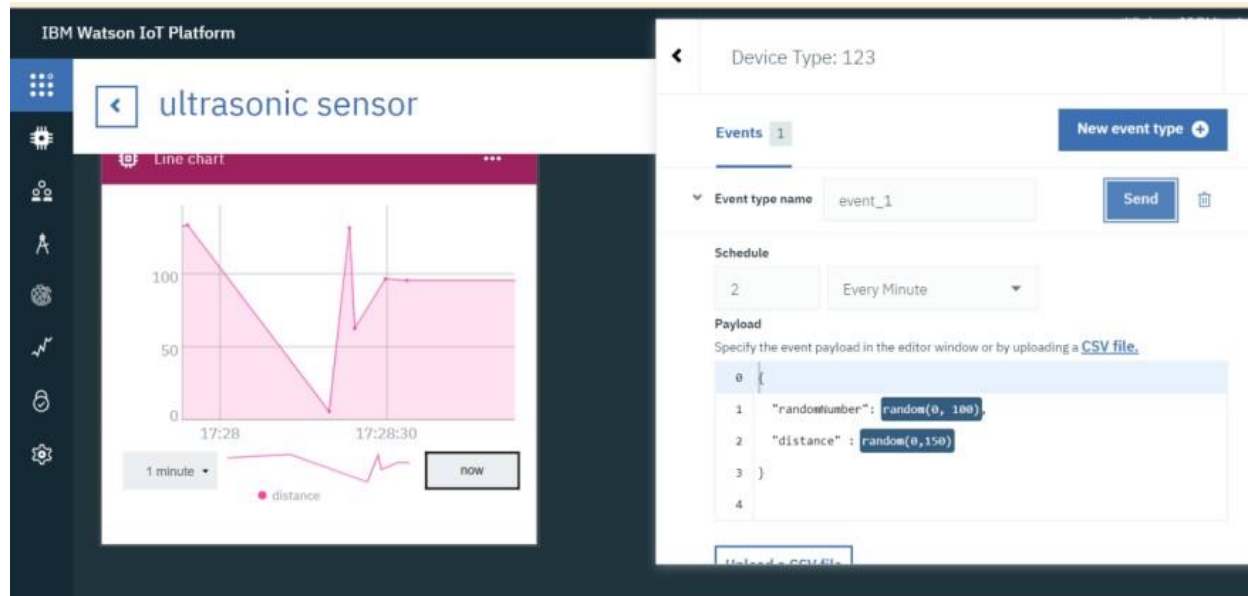 IBM Watson IoT Platform
ultrasonic sensor
Line chart
100
50
0
17:28
17:28:30
1 minute
now
distance
Device Type: 123
Events 1
New event type
Event type name
event_1
Send
Schedule
2
Every Minute
Payload
Specify the event payload in the editor window or by uploading a CSV file.
0 {
1 "randomNumber": random(0, 100),
2 "distance" : random(0,150)
3 }
4
Upload a CSV file